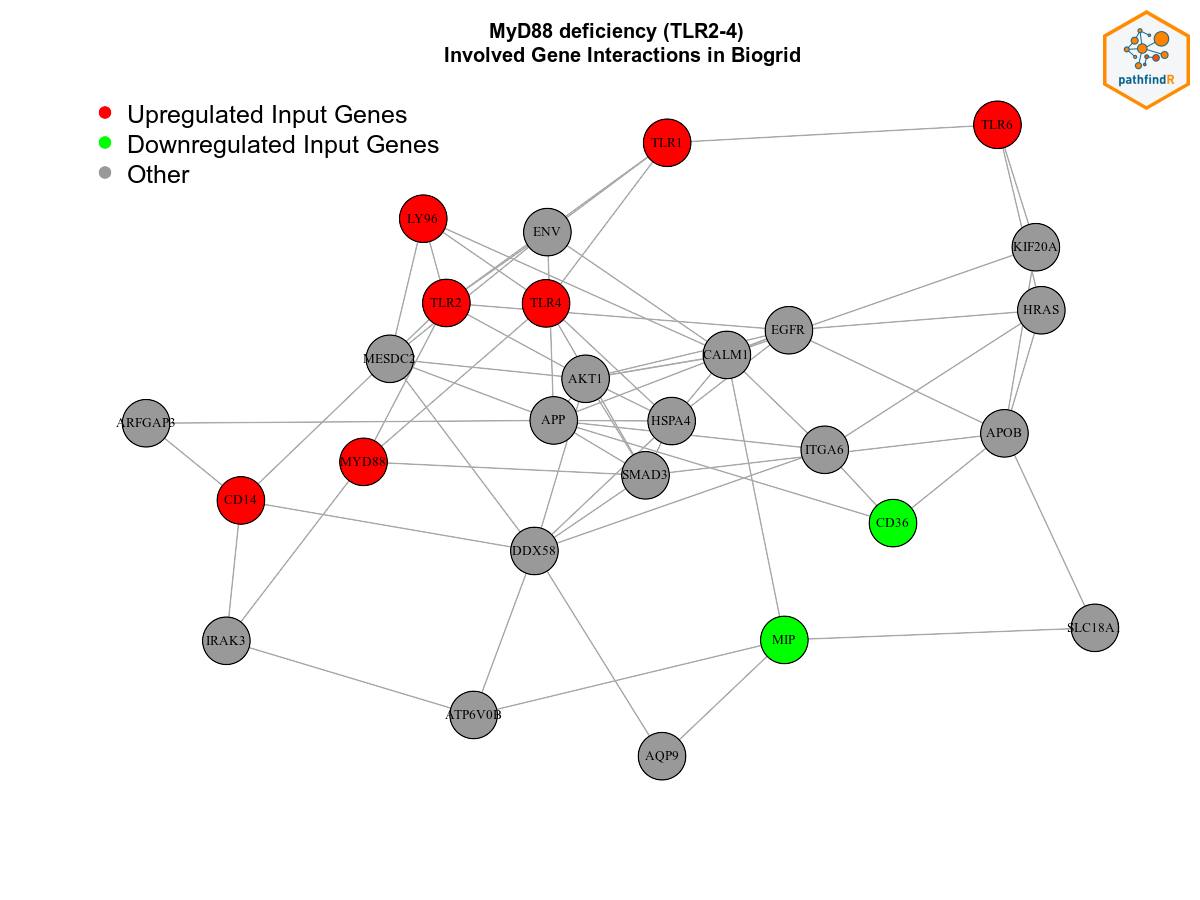 MyD88 deficiency (TLR2-4)
Involved Gene Interactions in Biogrid
pathfindR
Upregulated Input Genes
Downregulated Input Genes
Other
TLR1
TLR6
LY96
ENV
KIF20A
TLR2
TLR4
HRAS
EGFR
MESDC2
CALM1
AKT1
ARFGAP3
APP
HSPA4
APOB
ITGA6
MYD88
SMAD3
CD14
CD36
DDX58
IRAK3
MIP
SLC18A
ATP6V0B
AQP9